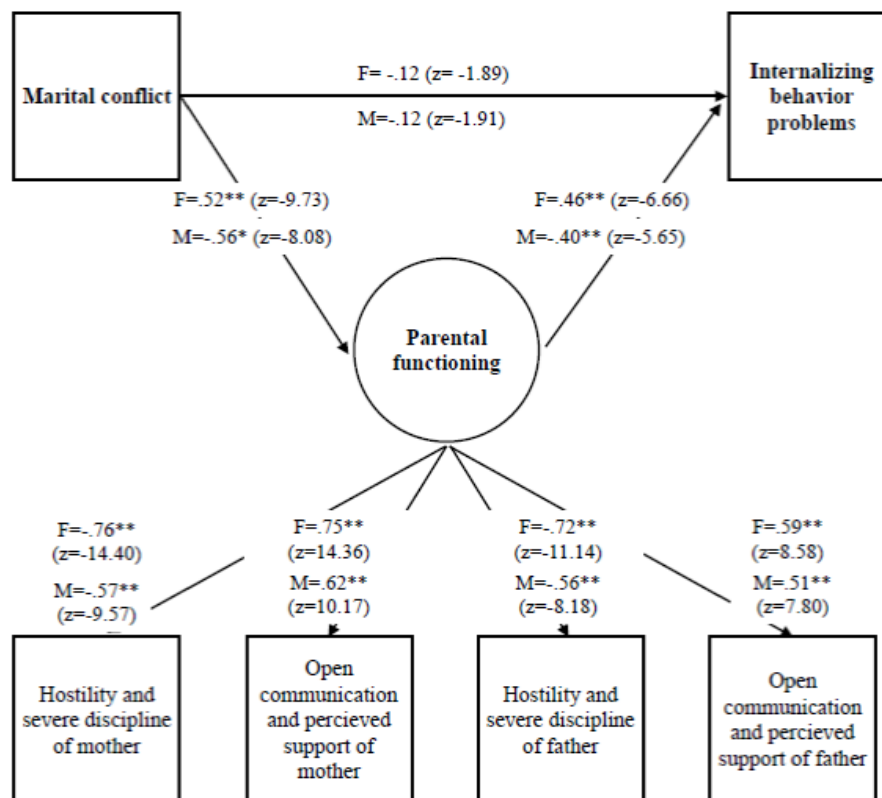 Marital conflict
F= -.12 (z= -1.89)
M=-.12 (z=-1.91)
Internalizing
behavior
problems
F=.52** (z=-9.73)
M=-.56* (z=-8.08)
F=.46** (z=-6.66)
M=-.40** (z=-5.65)
Parental
functioning
F=-.76**
(z=-14.40)
M=-.57**
(z=-9.57)
F=.75**
(z=14.36)
M=.62**
(z=10.17)
F=-.72**
(z=-11.14)
M=-.56**
(z=-8.18)
F=.59**
(z=8.58)
M=.51**
(z=7.80)
Hostility and
severe discipline
of mother
Open
communication
and percieved
support of
mother
Hostility and
severe discipline
of father
Open
communication
and percieved
support of father